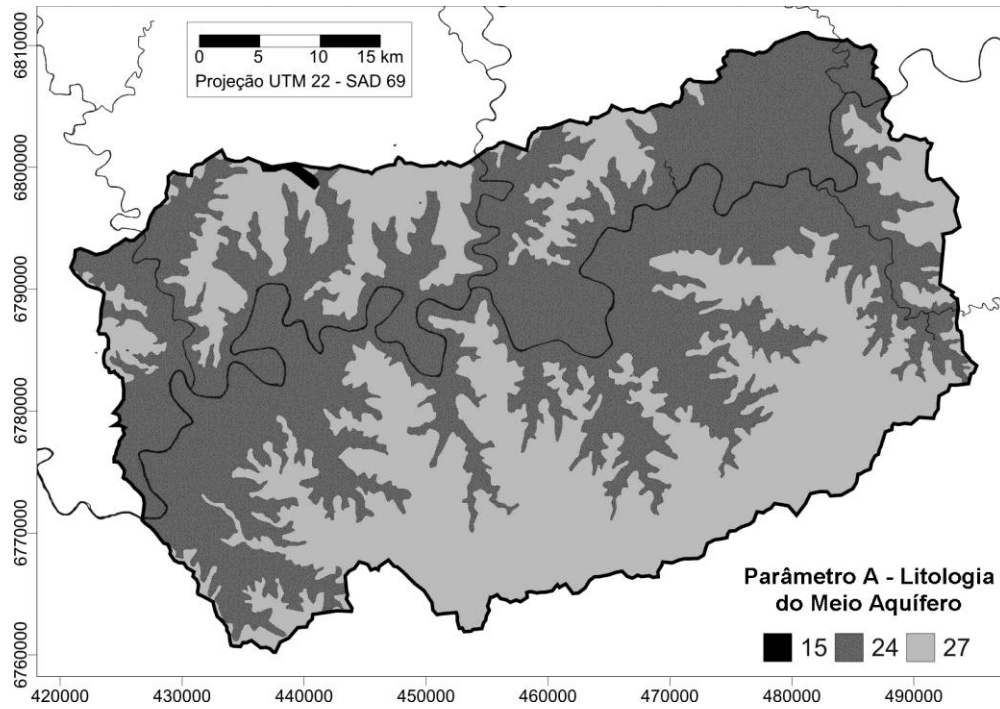 0 5 10 15 km
Projeção UTM 22 - SAD 69
6810000
6800000
6790000
6780000
6770000
6760000
Parâmetro A - Litologia
do Meio Aquífero
15 24 27
420000 430000 440000 450000 460000 470000 480000 490000